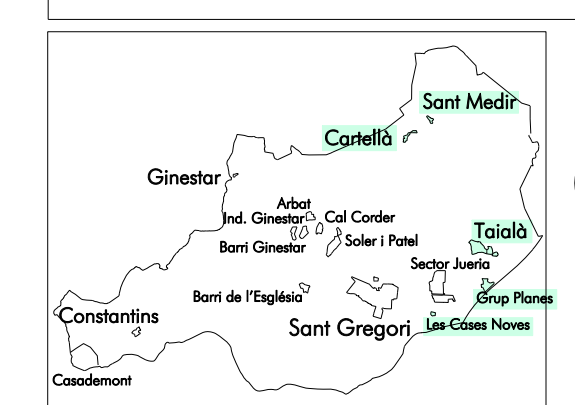 Sant Medir
Cartellà
Ginestar
Arbat
Ind. Ginestar
Cal Corder
Taialà
Barri Ginestar
Soler i Patel
Sector Jueria
Barri de l'Església
Grup Planes
Constantins
Sant Gregori
Les Cases Noves
Casademont